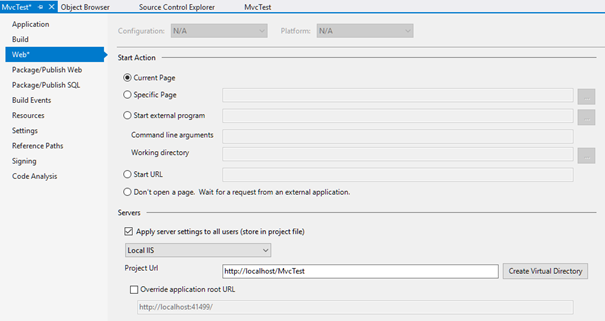 MvcTest* Object Browser Source Control Explorer MvcTest
Application
Build
Web*
Package/Publish Web
Package/Publish SQL
Build Events
Resources
Settings
Reference Paths
Signing
Code Analysis
Configuration: N/A Platform: N/A
Start Action
Current Page
Specific Page ...
Start external program ...
Command line arguments
Working directory ...
Start URL
Don't open a page. Wait for a request from an external application.
Servers
Apply server settings to all users (store in project file)
Local IIS
Project Url http://localhost/MvcTest Create Virtual Directory
Override application root URL
http://localhost:41499/